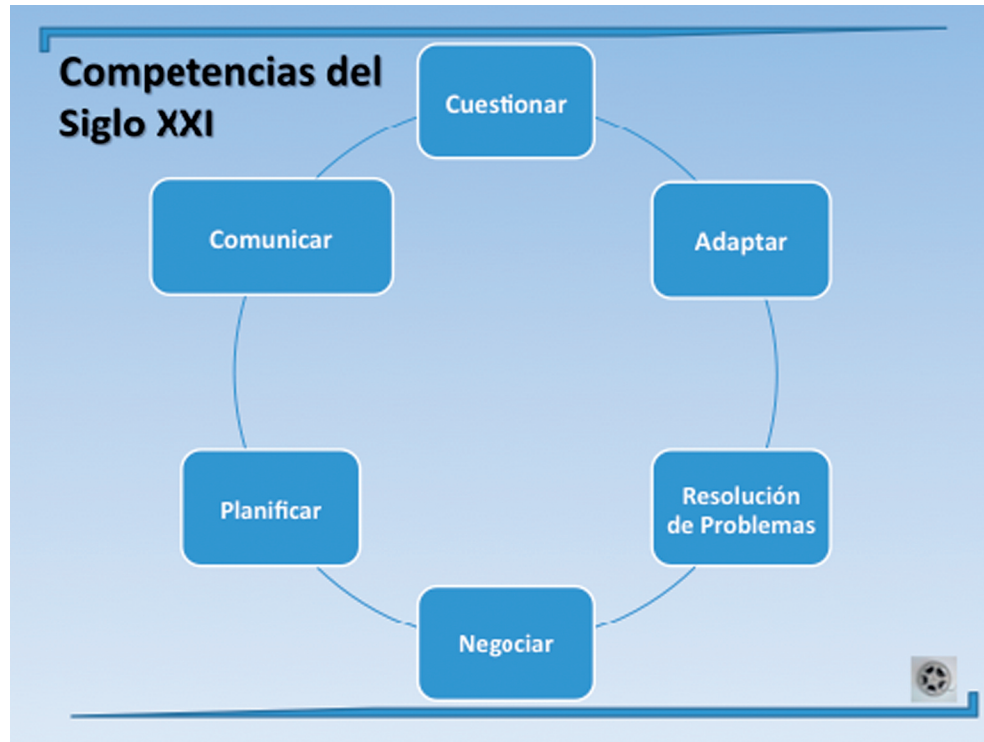 Competencias del
Siglo XXI
Cuestionar
Adaptar
Resolución
de Problemas
Negociar
Planificar
Comunicar